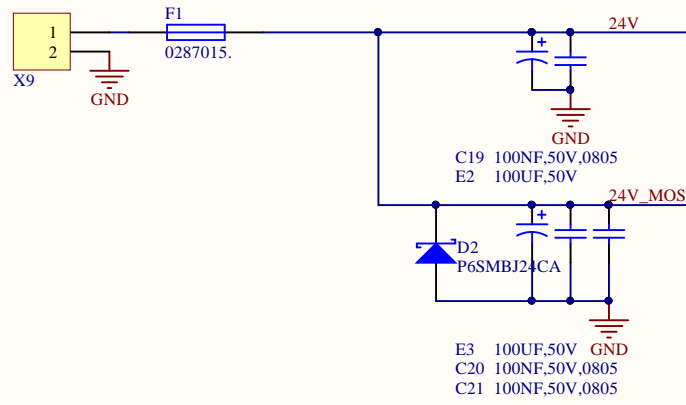 F1
1
2
0287015.
24V
X9
GND
GND
C19 100NF,50V,0805
E2 100UF,50V
24V_MOS
D2
P6SMBJ24CA
E3 100UF,50V
GND
C20 100NF,50V,0805
C21 100NF,50V,0805